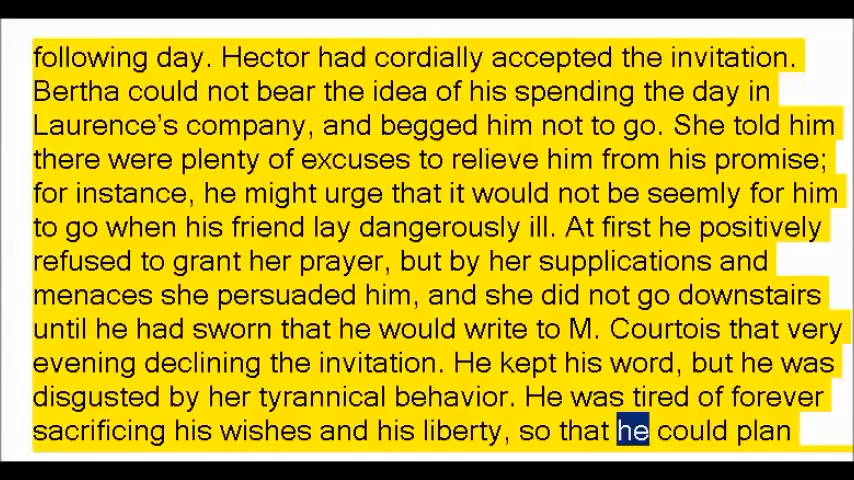 following day. Hector had cordially accepted the invitation.
Bertha could not bear the idea of his spending the day in
Laurence's company, and begged him not to go. She told him
there were plenty of excuses to relieve him from his promise;
for instance, he might urge that it would not be seemly for him
to go when his friend lay dangerously ill. At first he positively
refused to grant her prayer, but by her supplications and
menaces she persuaded him, and she did not go downstairs
until he had sworn that he would write to M. Courtois that very
evening declining the invitation. He kept his word, but he was
disgusted by her tyrannical behavior. He was tired of forever
sacrificing his wishes and his liberty, so that he could plan